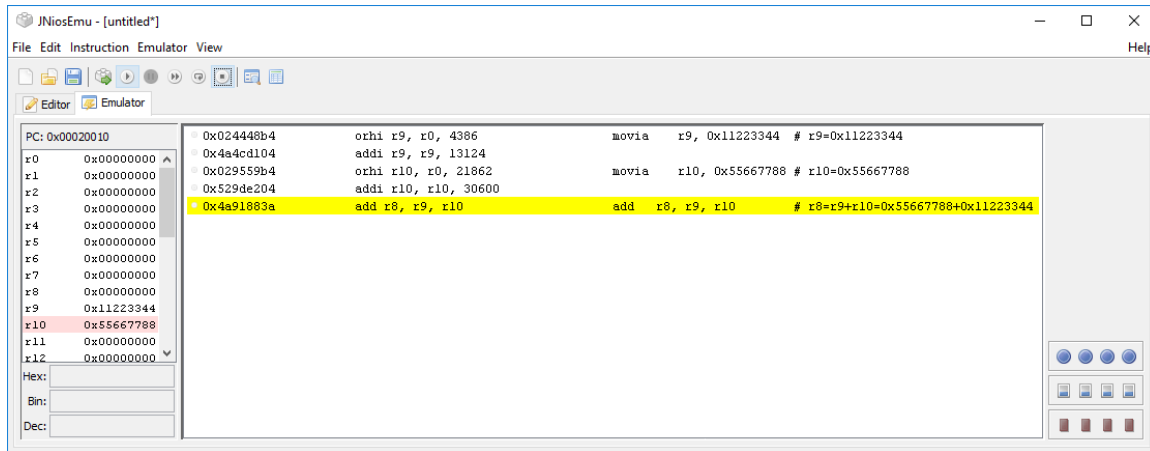 JNiosEmu - [untitled*]
File Edit Instruction Emulator View Help
Editor Emulator
PC: 0x00020010
r0 0x00000000
r1 0x00000000
r2 0x00000000
r3 0x00000000
r4 0x00000000
r5 0x00000000
r6 0x00000000
r7 0x00000000
r8 0x00000000
r9 0x11223344
r10 0x55667788
r11 0x00000000
r12 0x00000000
Hex:
Bin:
Dec:
0x024448b4 orhi r9, r0, 4386 movia r9, 0x11223344 # r9=0x11223344
0x4a4cd104 addi r9, r9, 13124
0x029559b4 orhi r10, r0, 21862 movia r10, 0x55667788 # r10=0x55667788
0x529de204 addi r10, r10, 30600
0x4a91883a add r8, r9, r10 add r8, r9, r10 # r8=r9+r10=0x55667788+0x11223344